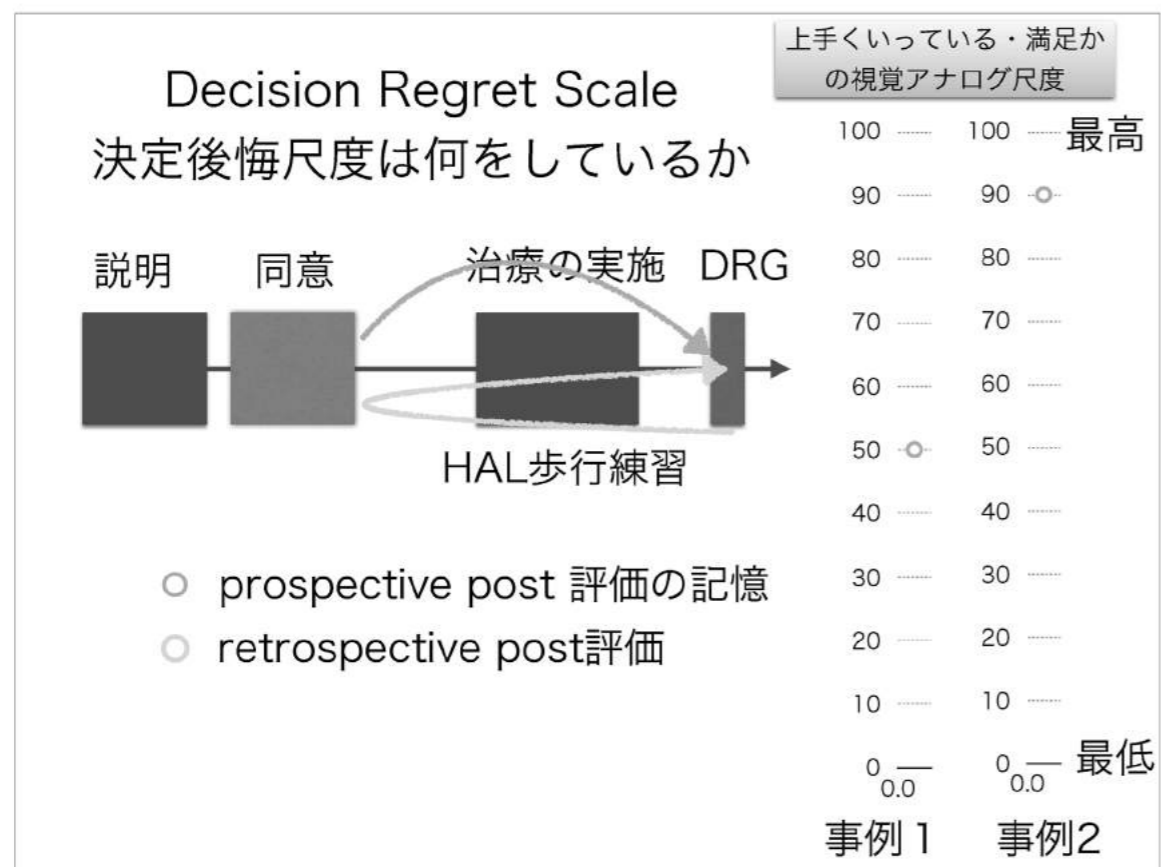 Decision Regret Scale
決定後悔尺度は何をしているか
説明
同意
治療の実施
DRG
HAL歩行練習
prospective post 評価の記憶
retrospective post評価
上手くいっている・満足か
の視覚アナログ尺度
100 100 最高
90 90
80 80
70 70
60 60
50 50
40 40
30 30
20 20
10 10
0 0 最低
0.0 0.0
事例1 事例2